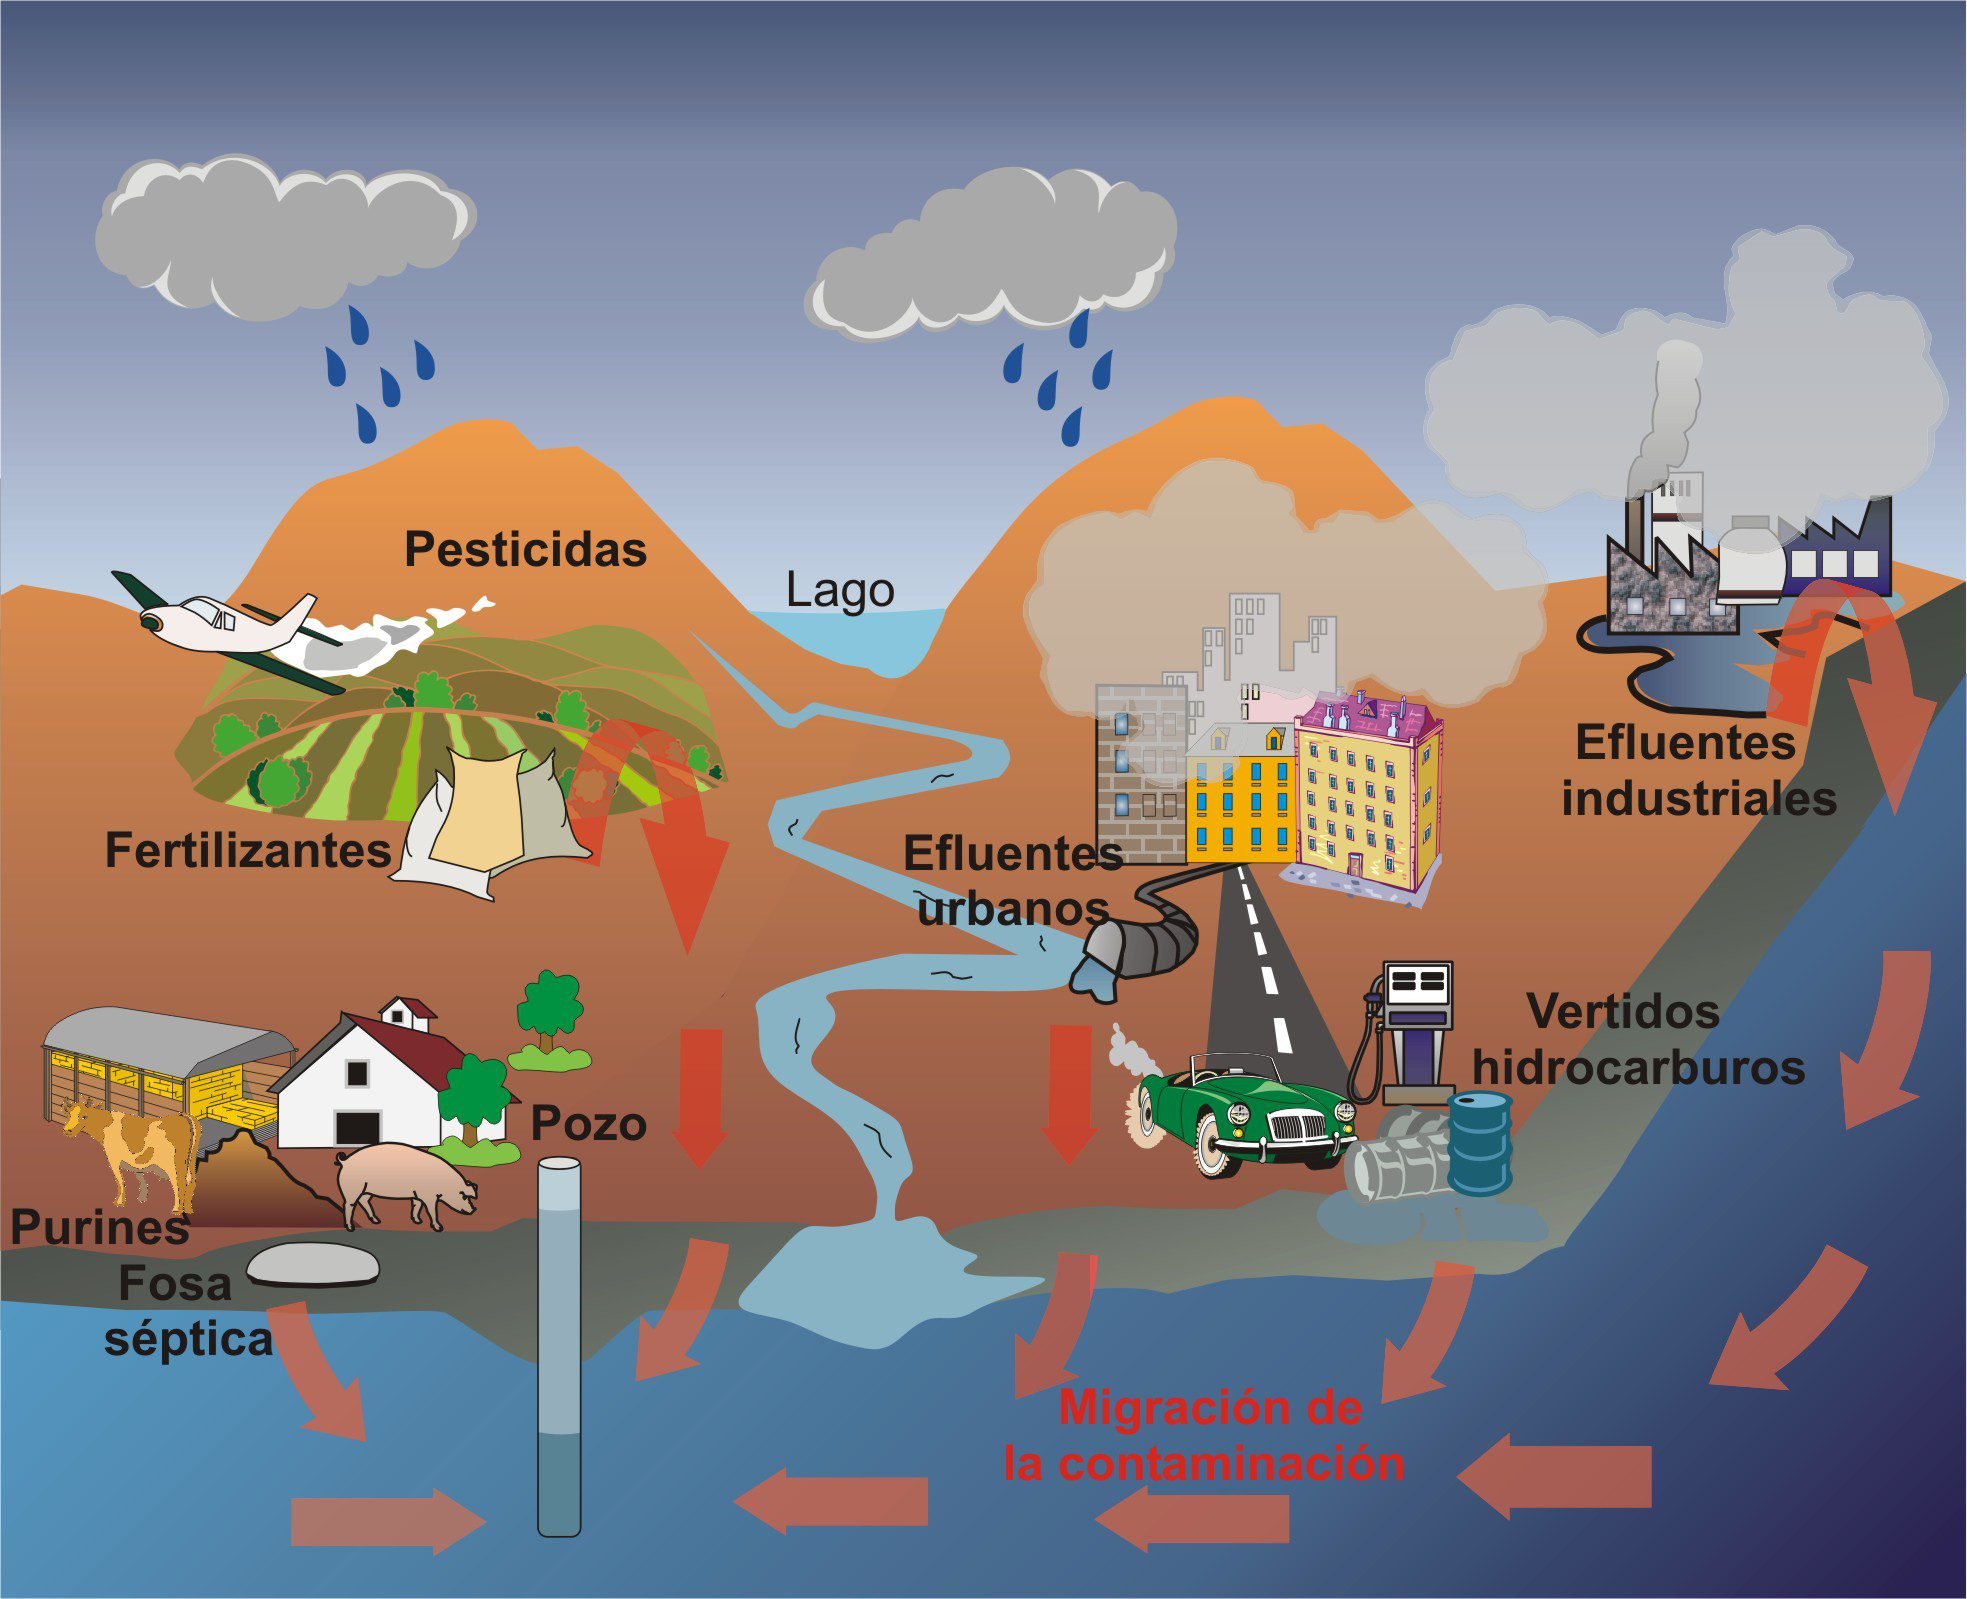 Pesticidas
Lago
Fertilizantes
Efluentes
industriales
Efluentes
urbanos
Vertidos
hidrocarburos
Pozo
Purines
Fosa
séptica
Migración de
la contaminación